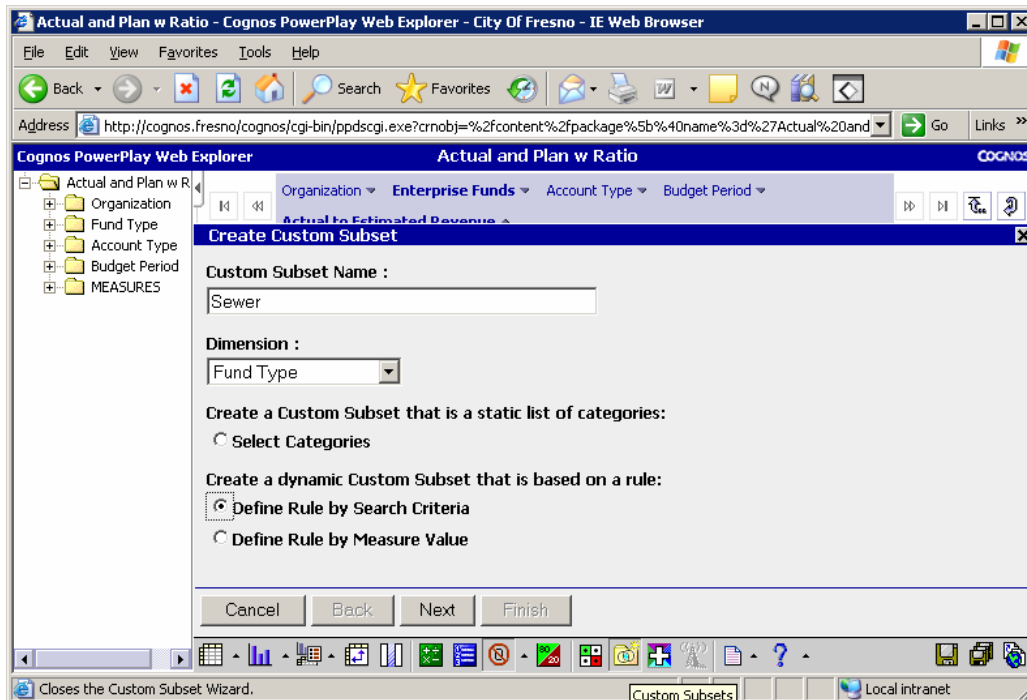 Actual and Plan w Ratio - Cognos PowerPlay Web Explorer - City Of Fresno - IE Web Browser
File Edit View Favorites Tools Help
Back Search Favorites
Address http://cognos.fresno/cognos/cgi-bin/ppdscgi.exe?crnobj=%2fcontent%2fpackage%5b%40name%3d%27Actual%20and Go Links »
Cognos PowerPlay Web Explorer Actual and Plan w Ratio COGNOS
Actual and Plan w R
Organization
Fund Type
Account Type
Budget Period
MEASURES
Organization Enterprise Funds Account Type Budget Period
Actual to Estimated Revenue
Create Custom Subset
Custom Subset Name :
Sewer
Dimension :
Fund Type
Create a Custom Subset that is a static list of categories:
Select Categories
Create a dynamic Custom Subset that is based on a rule:
Define Rule by Search Criteria
Define Rule by Measure Value
Cancel Back Next Finish
80 20
Closes the Custom Subset Wizard.
Custom Subsets
Local intranet